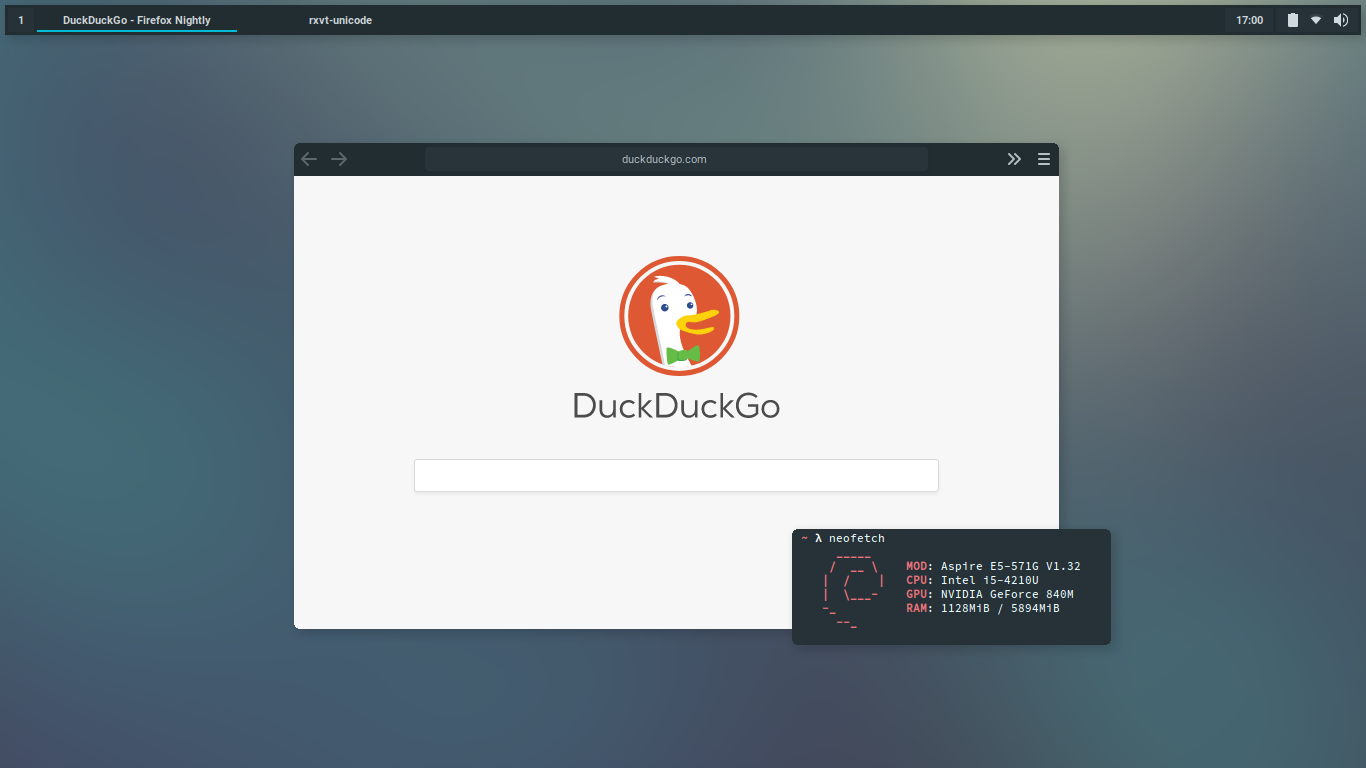 1 DuckDuckGo - Firefox Nightly rxvt-unicode 17:00
duckduckgo.com
DuckDuckGo
~ λ neofetch
MOD: Aspire E5-571G V1.32
CPU: Intel i5-4210U
GPU: NVIDIA GeForce 840M
RAM: 1128MiB / 5894MiB